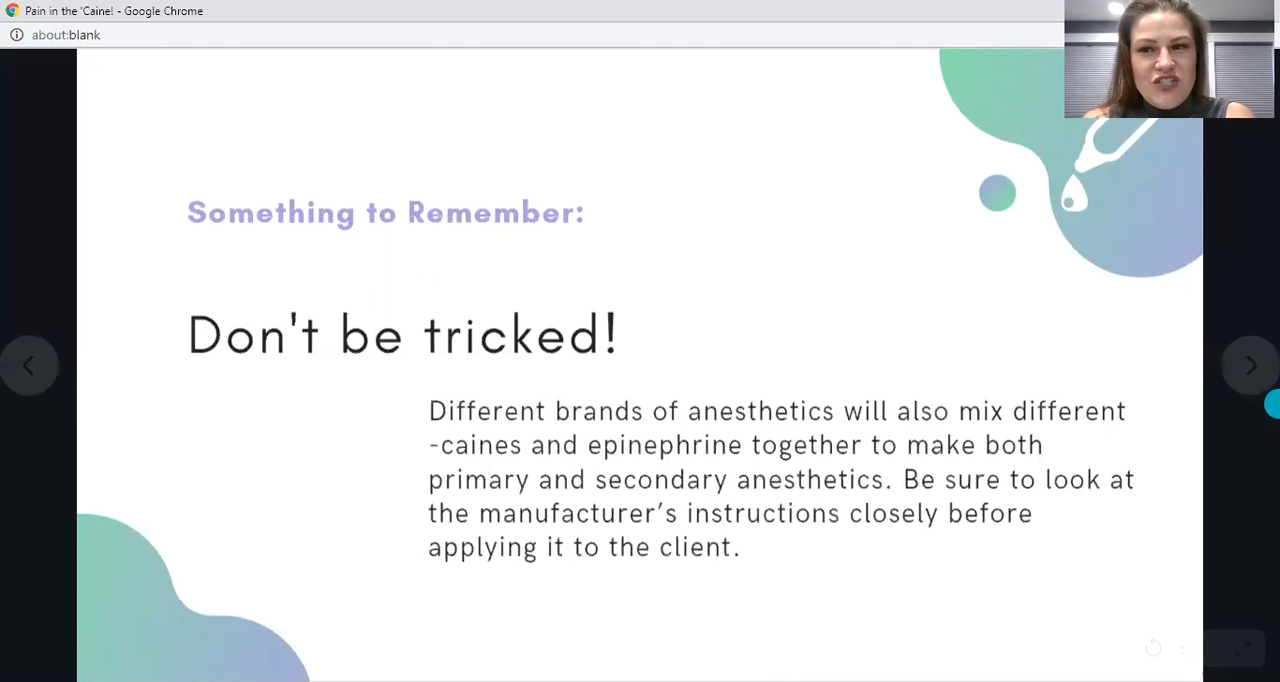 Pain in the 'Caine! - Google Chrome
about:blank
Something to Remember:
Don't be tricked!
Different brands of anesthetics will also mix different
-caines and epinephrine together to make both
primary and secondary anesthetics. Be sure to look at
the manufacturer’s instructions closely before
applying it to the client.